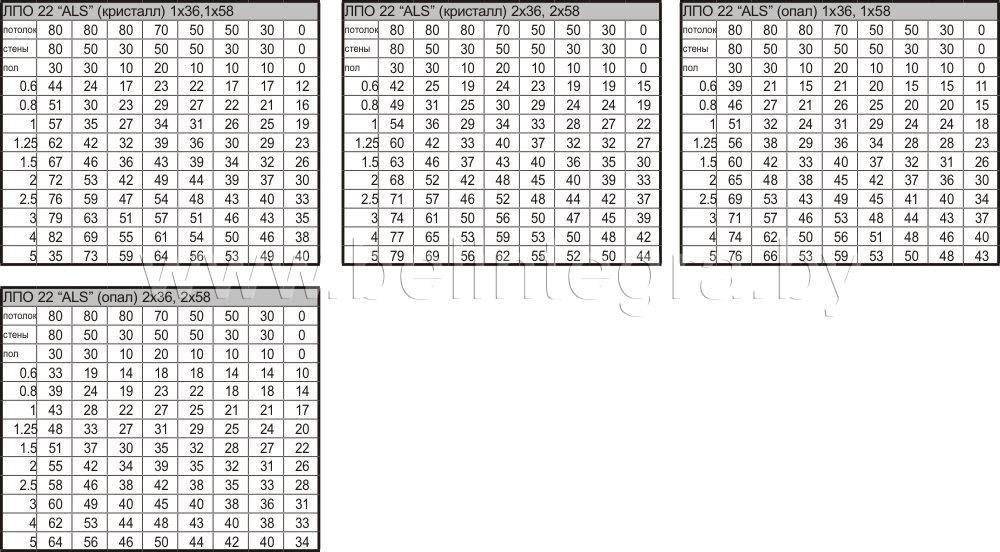 ЛПО 22 “ALS” (кристалл) 1х36,1х58
потолок 80 80 80 70 50 50 30 0
стены 80 50 30 50 50 30 30 0
пол 30 30 10 20 10 10 10 0
0.6 44 24 17 23 22 17 17 12
0.8 51 30 23 29 27 22 21 16
1 57 35 27 34 31 26 25 19
1.25 62 42 32 39 36 30 29 23
1.5 67 46 36 43 39 34 32 26
2 72 53 42 49 44 39 37 30
2.5 76 59 47 54 48 43 40 33
3 79 63 51 57 51 46 43 35
4 82 69 55 61 54 50 46 38
5 35 73 59 64 56 53 49 40
ЛПО 22 “ALS” (кристалл) 2х36, 2х58
потолок 80 80 80 70 50 50 30 0
стены 80 50 30 50 50 30 30 0
пол 30 30 10 20 10 10 10 0
0.6 42 25 19 24 23 19 19 15
0.8 49 31 25 30 29 24 24 19
1 54 36 29 34 33 28 27 22
1.25 60 42 33 40 37 32 32 27
1.5 63 46 37 43 40 36 35 30
2 68 52 42 48 45 40 39 33
2.5 71 57 46 52 48 44 42 37
3 74 61 50 56 50 47 45 39
4 77 65 53 59 53 50 48 42
5 79 69 56 62 55 52 50 44
ЛПО 22 “ALS” (опал) 1х36, 1х58
потолок 80 80 80 70 50 50 30 0
стены 80 50 30 50 50 30 30 0
пол 30 30 10 20 10 10 10 0
0.6 39 21 15 21 20 15 15 11
0.8 46 27 21 26 25 20 20 15
1 51 32 24 31 29 24 24 18
1.25 56 38 29 36 34 28 28 23
1.5 60 42 33 40 37 32 31 26
2 65 48 38 45 42 37 36 30
2.5 69 53 43 49 45 41 40 34
3 71 57 46 53 48 44 43 37
4 74 62 50 56 51 48 46 40
5 76 66 53 59 53 50 48 43
www.belintegra.by
ЛПО 22 “ALS” (опал) 2х36, 2х58
потолок 80 80 80 70 50 50 30 0
стены 80 50 30 50 50 30 30 0
пол 30 30 10 20 10 10 10 0
0.6 33 19 14 18 18 14 14 10
0.8 39 24 19 23 22 18 18 14
1 43 28 22 27 25 21 21 17
1.25 48 33 27 31 29 25 24 20
1.5 51 37 30 35 32 28 27 22
2 55 42 34 39 35 32 31 26
2.5 58 46 38 42 38 35 33 28
3 60 49 40 45 40 38 36 31
4 62 53 44 48 43 40 38 33
5 64 56 46 50 44 42 40 34